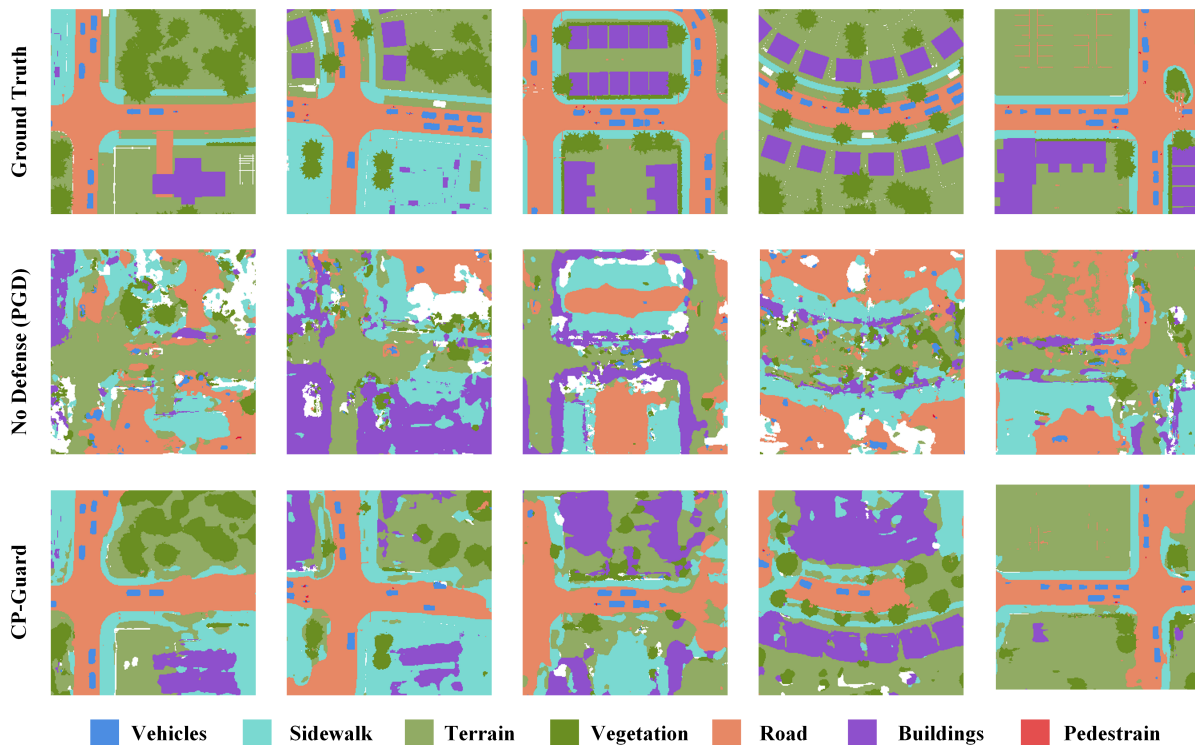 Ground Truth
No Defense (PGD)
CP-Guard
Vehicles Sidewalk Terrain Vegetation Road Buildings Pedestrain